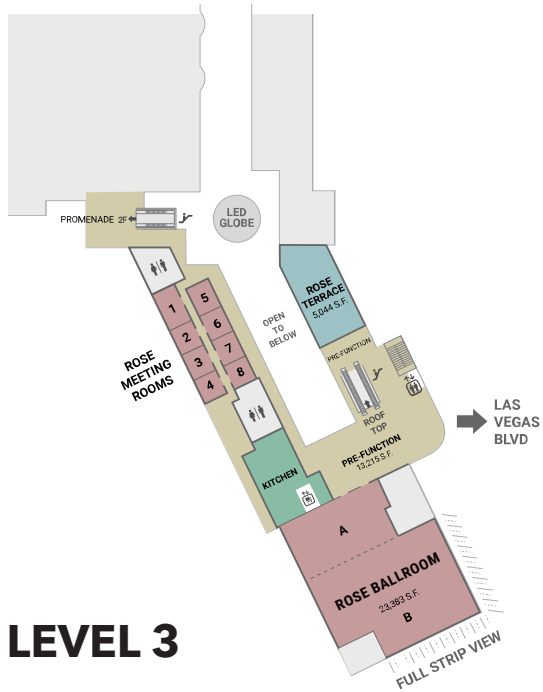 PROMENADE 2F
LED
GLOBE
ROSE
TERRACE
5,044 S.F.
OPEN
TO
BELOW
1
2
3
4
5
6
7
8
ROSE
MEETING
ROOMS
PRE-FUNCTION
ROOF
TOP
LAS
VEGAS
BLVD
PRE-FUNCTION
13,215 S.F.
KITCHEN
A
ROSE BALLROOM
23,383 S.F.
B
LEVEL 3
FULL STRIP VIEW